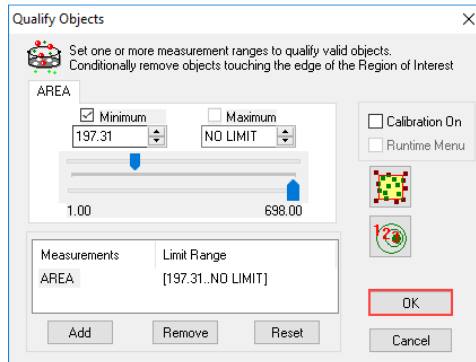 Qualify Objects
Set one or more measurement ranges to qualify valid objects.
Conditionally remove objects touching the edge of the Region of Interest
AREA
Minimum
Maximum
197.31
NO LIMIT
1.00
698.00
Calibration On
Runtime Menu
123
Measurements
Limit Range
AREA
[197.31..NO LIMIT]
OK
Add
Remove
Reset
Cancel